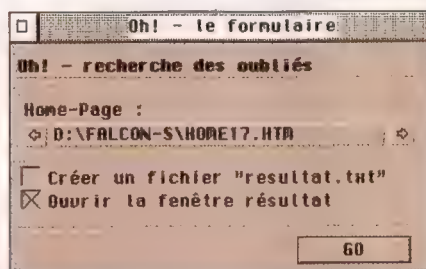 Oh! - le formulaire
Oh! - recherche des oubliés
Home-Page :
D:\FALCON-S\HOME17.HTM
Créer un fichier "resultat.txt"
Ouvrir la fenêtre résultat
GO